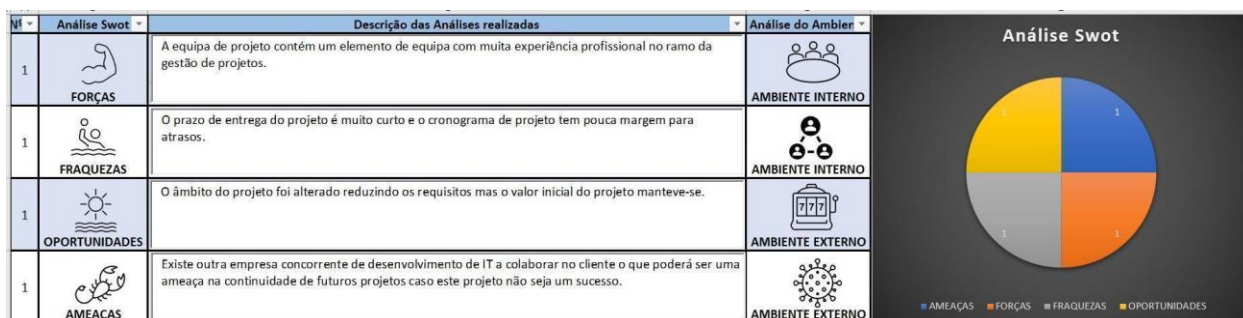 Nº Análise Swot Descrição das Análises realizadas Análise do Ambien
1
FORÇAS
A equipa de projeto contém um elemento de equipa com muita experiência profissional no ramo da
gestão de projetos.
AMBIENTE INTERNO
1
FRAQUEZAS
O prazo de entrega do projeto é muito curto e o cronograma de projeto tem pouca margem para
atrasos.
AMBIENTE INTERNO
1
OPORTUNIDADES
O âmbito do projeto foi alterado reduzindo os requisitos mas o valor inicial do projeto manteve-se.
777
AMBIENTE EXTERNO
1
AMEAÇAS
Existe outra empresa concorrente de desenvolvimento de IT a colaborar no cliente o que poderá ser uma
ameaça na continuidade de futuros projetos caso este projeto não seja um sucesso.
AMBIENTE EXTERNO
Análise Swot
1 1
1 1
AMEAÇAS FORÇAS FRAQUEZAS OPORTUNIDADES